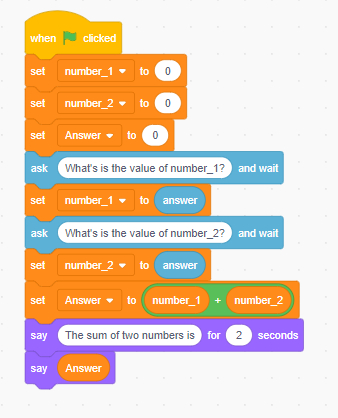 when clicked
set number_1 to 0
set number_2 to 0
set Answer to 0
ask What's is the value of number_1? and wait
set number_1 to answer
ask What's is the value of number_2? and wait
set number_2 to answer
set Answer to number_1 + number_2
say The sum of two numbers is for 2 seconds
say Answer